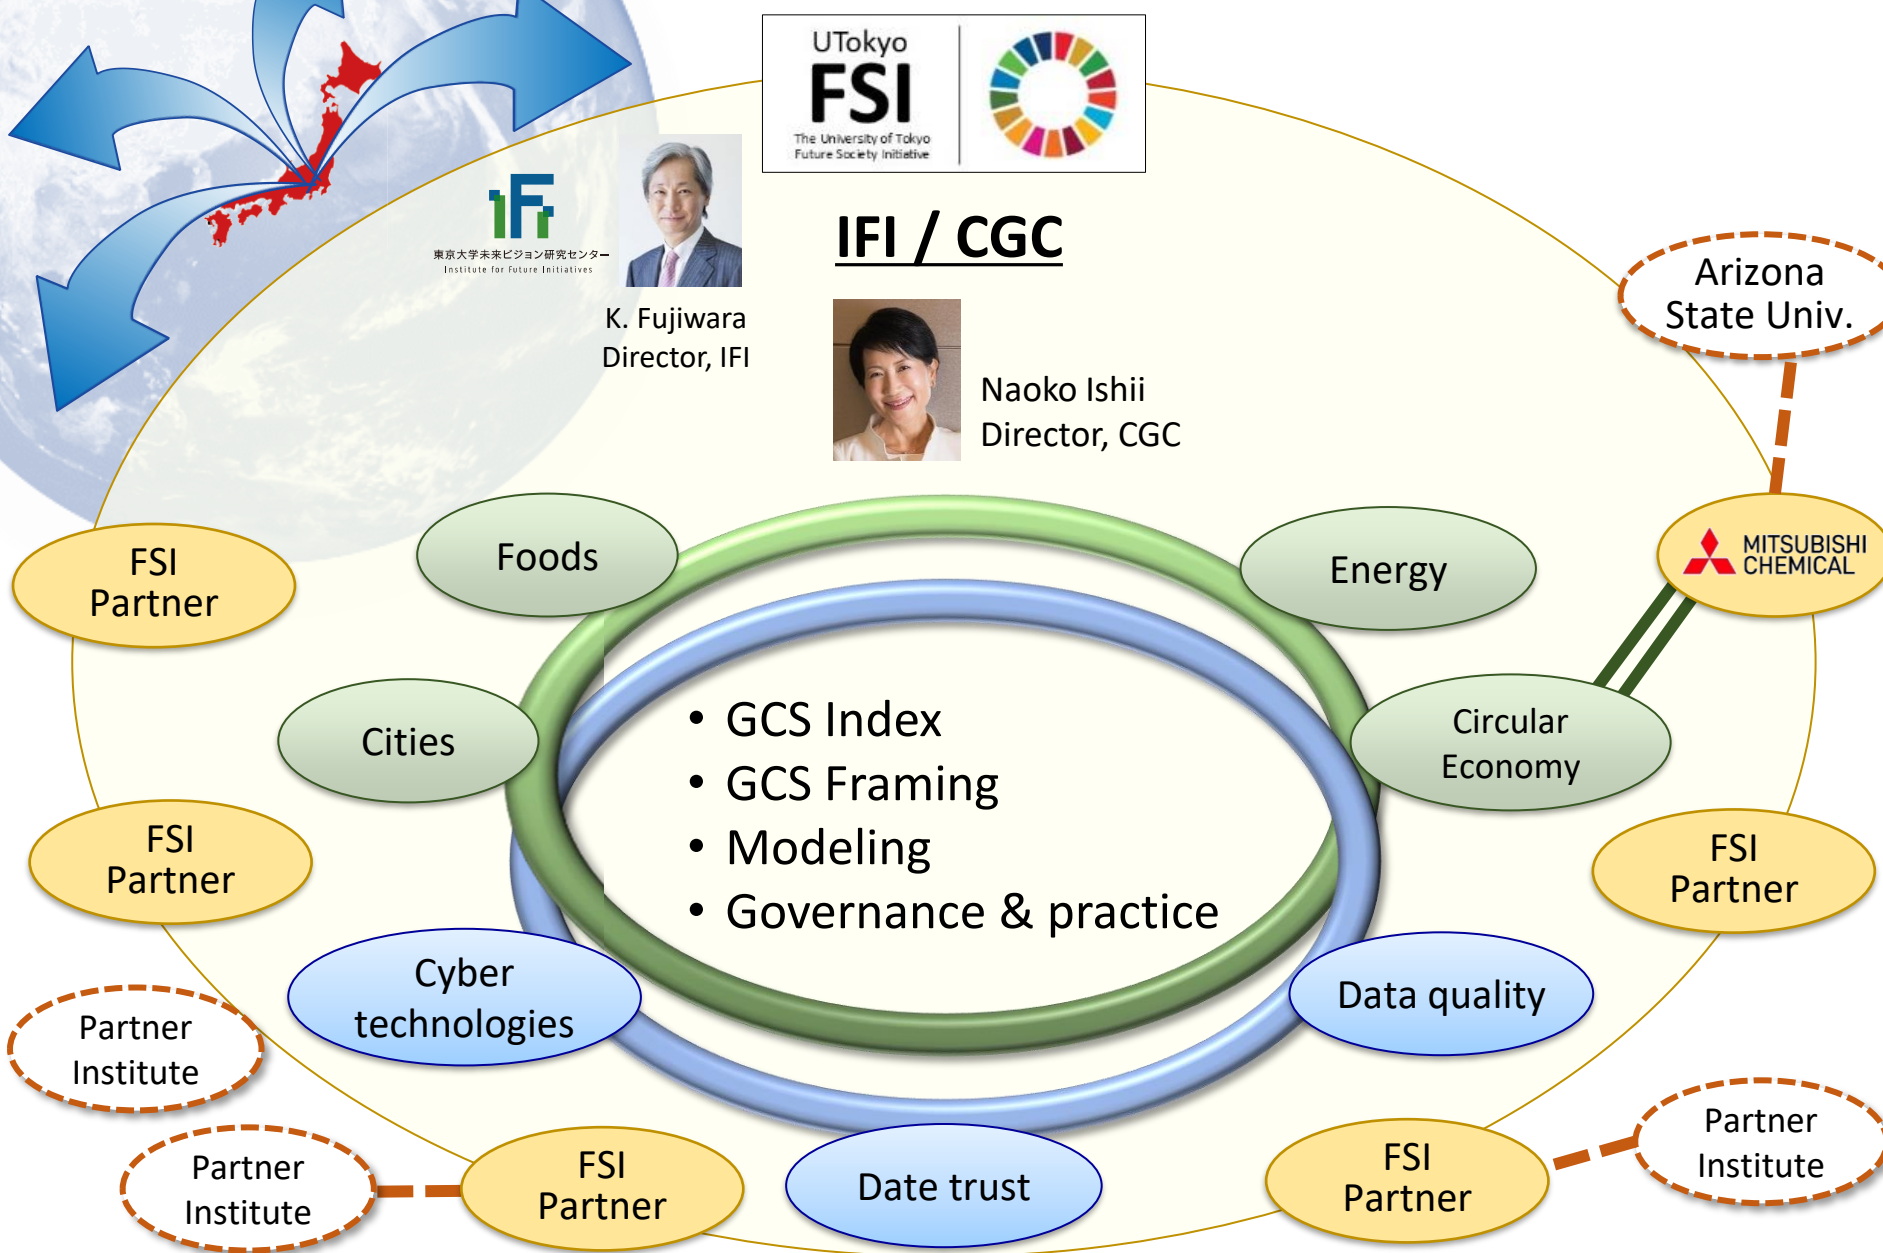 UTokyo
FSI
The University of Tokyo
Future Society Initiative
iFi
東京大学未来ビジョン研究センター
Institute for Future Initiatives
IFI / CGC
K. Fujiwara
Director, IFI
Naoko Ishii
Director, CGC
Arizona
State Univ.
MITSUBISHI
CHEMICAL
FSI
Partner
Foods
Energy
Cities
Circular
Economy
• GCS Index
• GCS Framing
• Modeling
• Governance & practice
FSI
Partner
FSI
Partner
Cyber
technologies
Data quality
Partner
Institute
Partner
Institute
FSI
Partner
Date trust
FSI
Partner
Partner
Institute